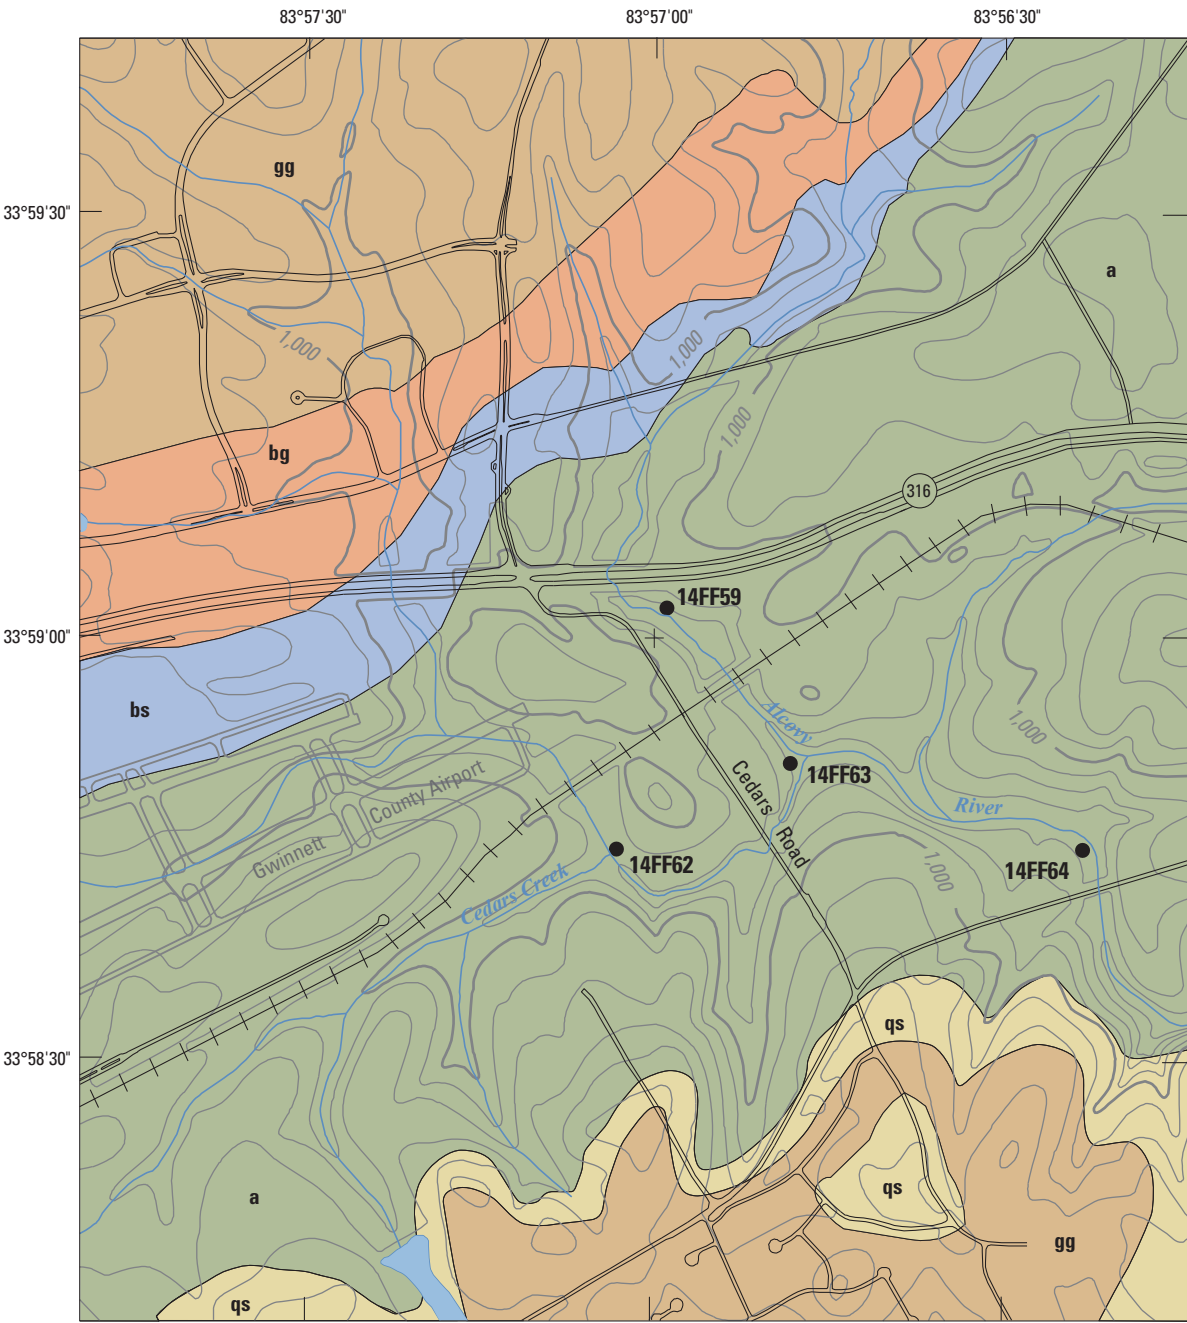 83°57'30" 83°57'00" 83°56'30"
gg
33°59'30"
a
1,000
1,000
1,000
bg
316
14FF59
33°59'00"
bs
Alcovy
1,000
14FF63
Cedars
County Airport
River
Road
Gwinnett
14FF62
1,000
14FF64
Cedars Creek
qs
33°58'30"
qs
a
gg
qs